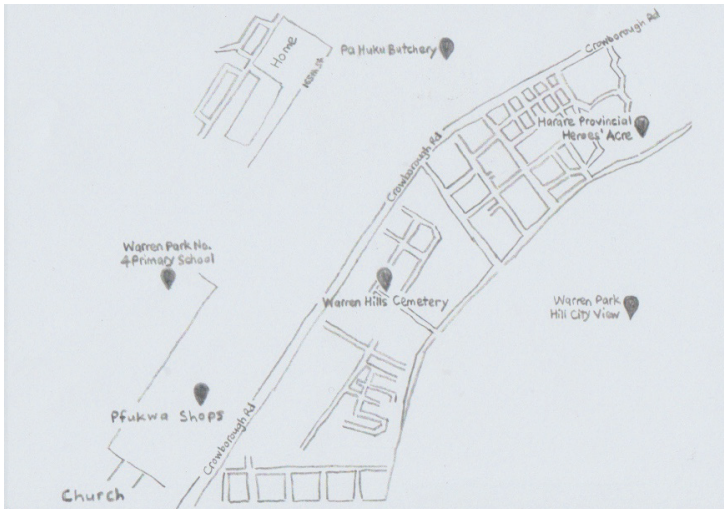 Home
Pa Huku Butchery
Crowborough Rd
Harare Provincial
Heroes' Acre
Crowborough Rd
Warren Park No.
4 Primary School
Warren Hills Cemetery
Warren Park
Hill City View
Pfukwa Shops
Crowborough Rd
Church